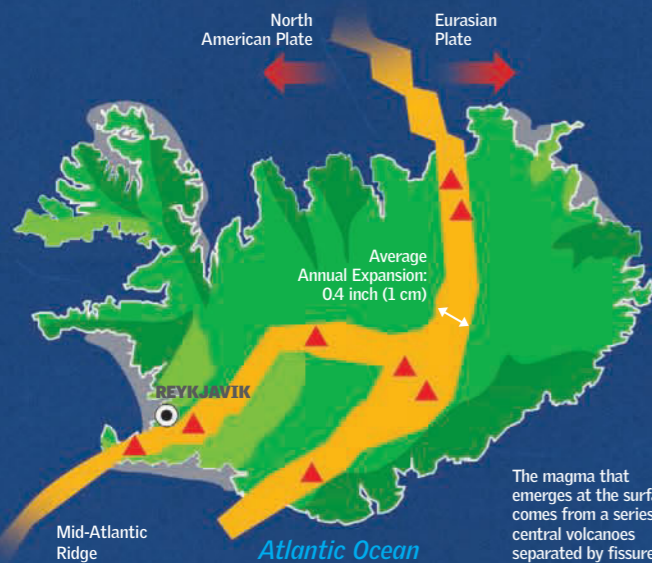 North
American Plate
Eurasian
Plate
Average
Annual Expansion:
0.4 inch (1 cm)
REYKJAVIK
Mid-Atlantic
Ridge
Atlantic Ocean
The magma that
emerges at the
comes from a series
central volcanoes
separated by